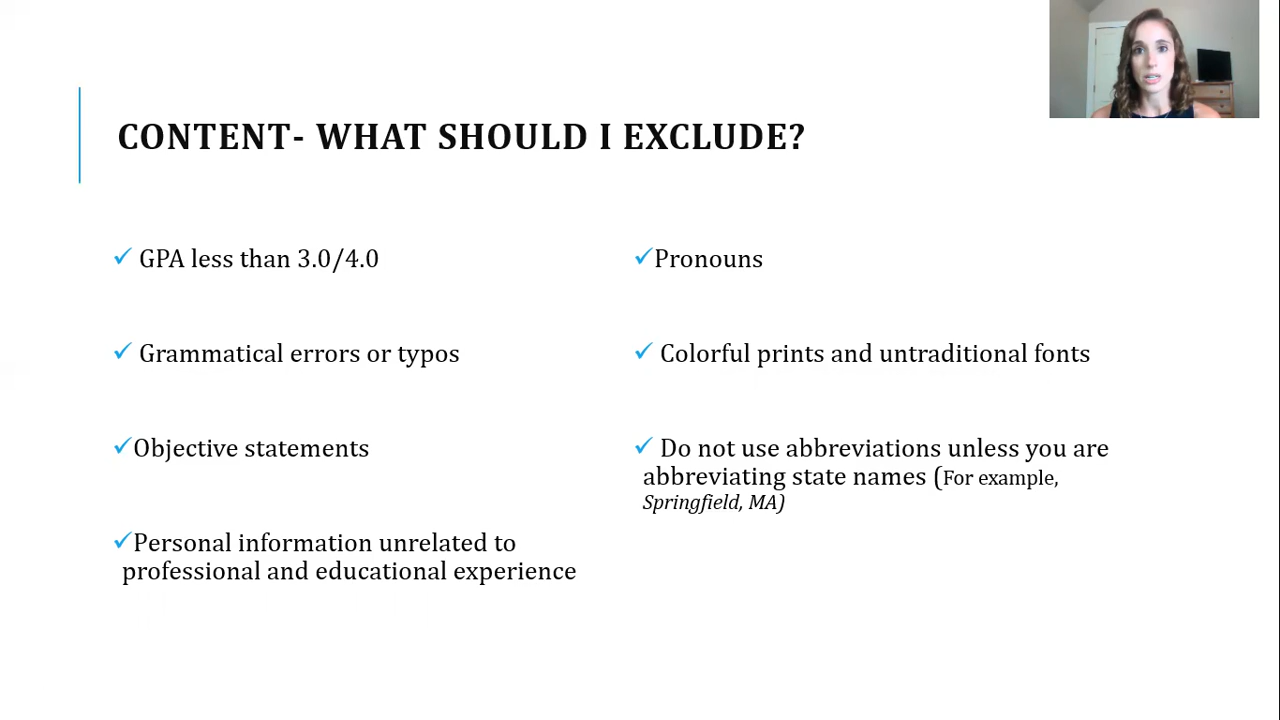 CONTENT- WHAT SHOULD I EXCLUDE?
GPA less than 3.0/4.0
Grammatical errors or typos
Objective statements
Personal information unrelated to
professional and educational experience
Pronouns
Colorful prints and untraditional fonts
Do not use abbreviations unless you are
abbreviating state names (For example,
Springfield, MA)